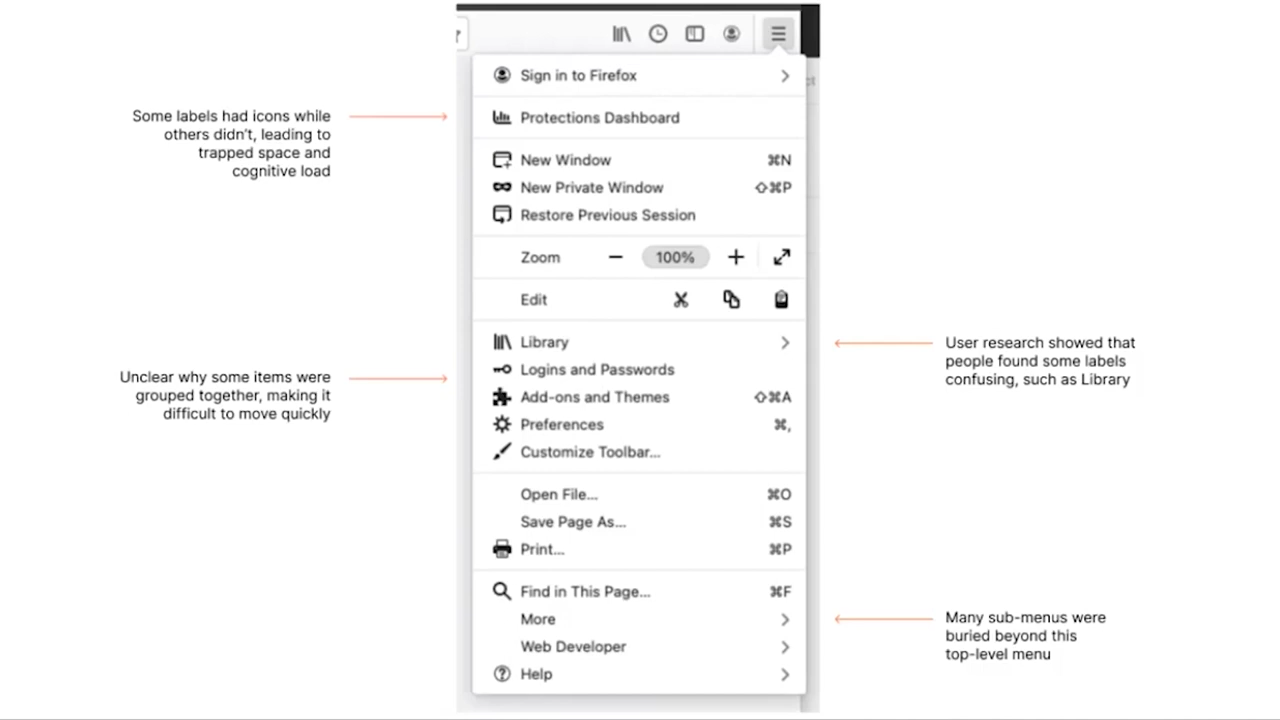 Some labels had icons while
others didn't, leading to
trapped space and
cognitive load
Unclear why some items were
grouped together, making it
difficult to move quickly
Sign in to Firefox
Protections Dashboard
New Window ⌘N
New Private Window ⇧⌘P
Restore Previous Session
Zoom − 100% +
Edit
Library
Logins and Passwords
Add-ons and Themes ⇧⌘A
Preferences ⌘,
Customize Toolbar...
Open File... ⌘O
Save Page As... ⌘S
Print... ⌘P
Find in This Page... ⌘F
More
Web Developer
Help
User research showed that
people found some labels
confusing, such as Library
Many sub-menus were
buried beyond this
top-level menu